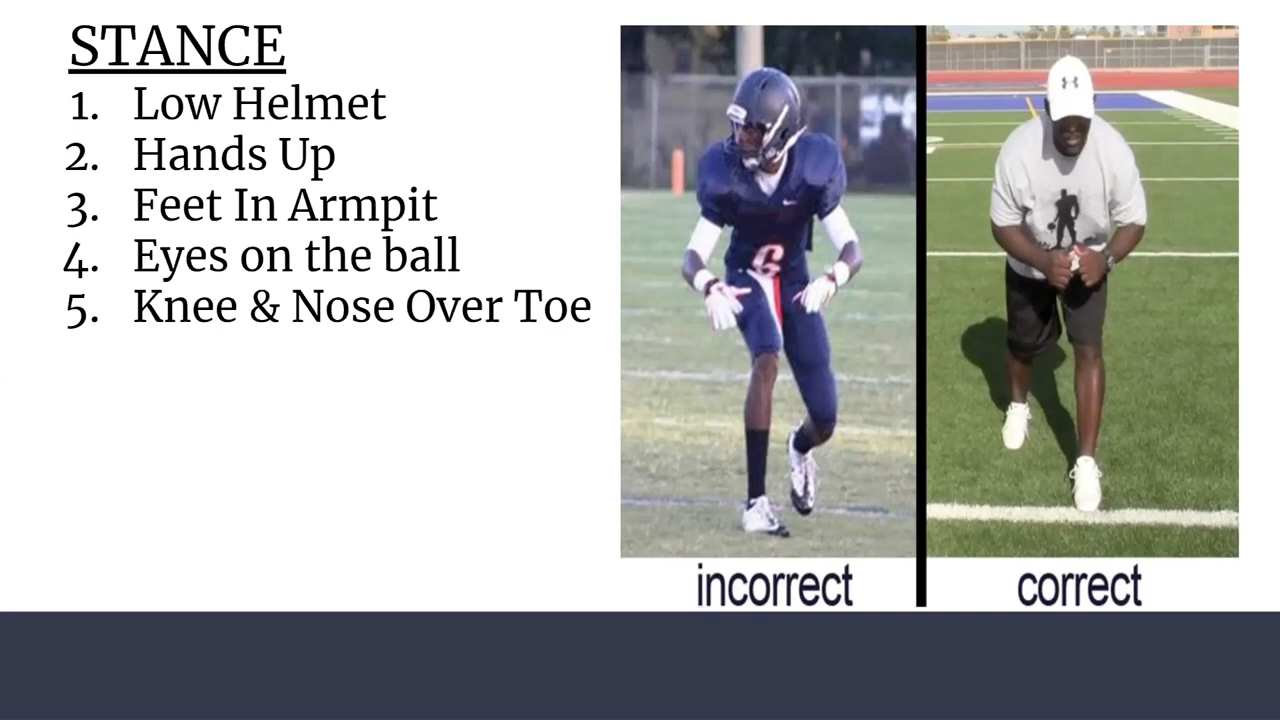 STANCE
1. Low Helmet
2. Hands Up
3. Feet In Armpit
4. Eyes on the ball
5. Knee & Nose Over Toe
6
incorrect
correct